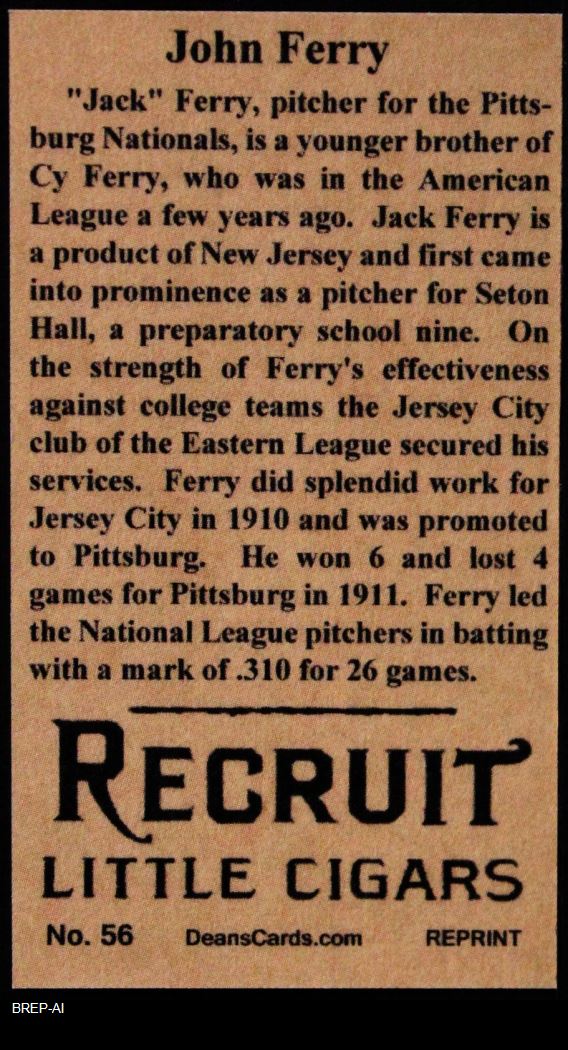 John Ferry
"Jack" Ferry, pitcher for the Pitts-
burg Nationals, is a younger brother of
Cy Ferry, who was in the American
League a few years ago. Jack Ferry is
a product of New Jersey and first came
into prominence as a pitcher for Seton
Hall, a preparatory school nine. On
the strength of Ferry's effectiveness
against college teams the Jersey City
club of the Eastern League secured his
services. Ferry did splendid work for
Jersey City in 1910 and was promoted
to Pittsburg. He won 6 and lost 4
games for Pittsburg in 1911. Ferry led
the National League pitchers in batting
with a mark of .310 for 26 games.
RECRUIT
LITTLE CIGARS
No. 56 DeansCards.com REPRINT
BREP-AI